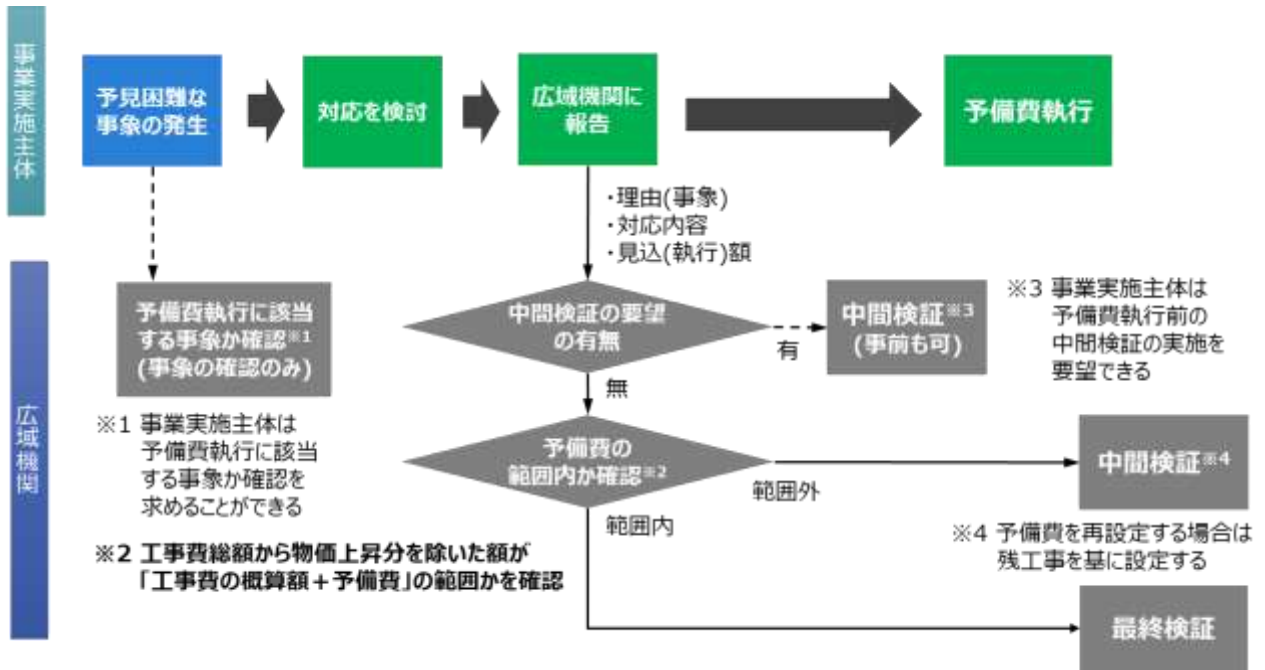 事業実施主体
予見困難な
事象の発生
対応を検討
広域機関に
報告
予備費執行
・理由(事象)
・対応内容
・見込(執行)額
広域機関
予備費執行に該当
する事象か確認※1
(事象の確認のみ)
中間検証の要望
の有無
有
中間検証※3
(事前も可)
※3 事業実施主体は
予備費執行前の
中間検証の実施を
要望できる
無
※1 事業実施主体は
予備費執行に該当
する事象か確認を
求めることができる
予備費の
範囲内か確認※2
範囲外
中間検証※4
範囲内
※4 予備費を再設定する場合は
残工事を基に設定する
※2 工事費総額から物価上昇分を除いた額が
「工事費の概算額+予備費」の範囲かを確認
最終検証